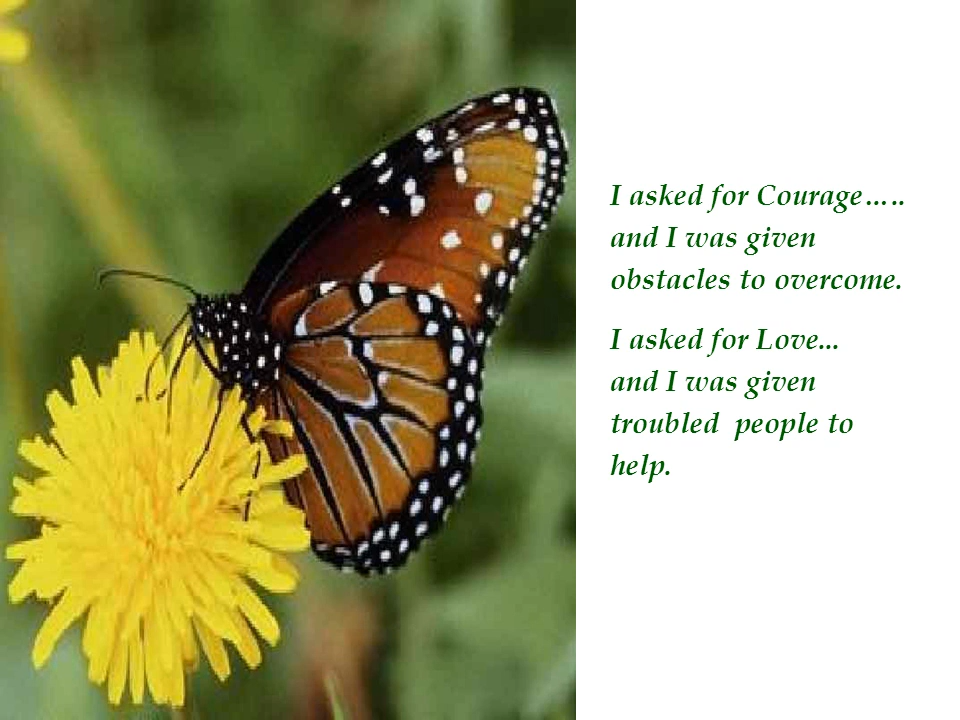 I asked for Courage…..
and I was given
obstacles to overcome.
I asked for Love...
and I was given
troubled  people to
help.